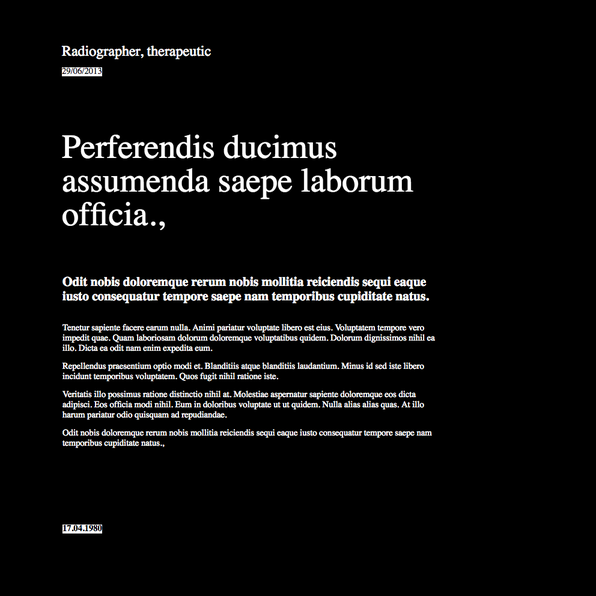 Radiographer, therapeutic
29/06/2013
Perferendis ducimus
assumenda saepe laborum
officia.,
Odit nobis doloremque rerum nobis mollitia reiciendis sequi eaque
iusto consequatur tempore saepe nam temporibus cupiditate natus.
Tenetur sapiente facere earum nulla. Animi pariatur voluptate libero est eius. Voluptatem tempore vero
impedit quae. Quam laboriosam dolorum doloremque voluptatibus quidem. Dolorum dignissimos nihil ea
illo. Dicta ea odit nam enim expedita eum.
Repellendus praesentium optio modi et. Blanditiis atque blanditiis laudantium. Minus id sed iste libero
incidunt temporibus voluptatem. Quos fugit nihil ratione iste.
Veritatis illo possimus ratione distinctio nihil at. Molestiae aspernatur sapiente doloremque eos dicta
adipisci. Eos officia modi nihil. Eum in doloribus voluptate ut ut quidem. Nulla alias alias quas. At illo
harum pariatur odio quisquam ad repudiandae.
Odit nobis doloremque rerum nobis mollitia reiciendis sequi eaque iusto consequatur tempore saepe nam
temporibus cupiditate natus.,
17.04.1980